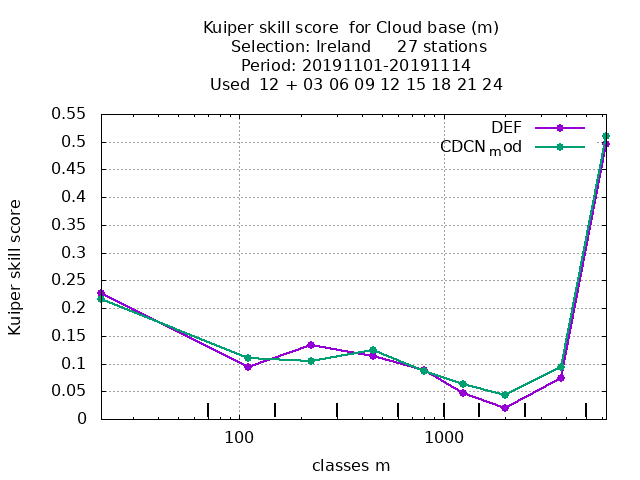 Kuiper skill score  for Cloud base (m)
Selection: Ireland     27 stations
Period: 20191101-20191114
Used  12 + 03 06 09 12 15 18 21 24
DEF
CDCN_mod
Kuiper skill score
0.55
0.5
0.45
0.4
0.35
0.3
0.25
0.2
0.15
0.1
0.05
0
100
1000
classes m